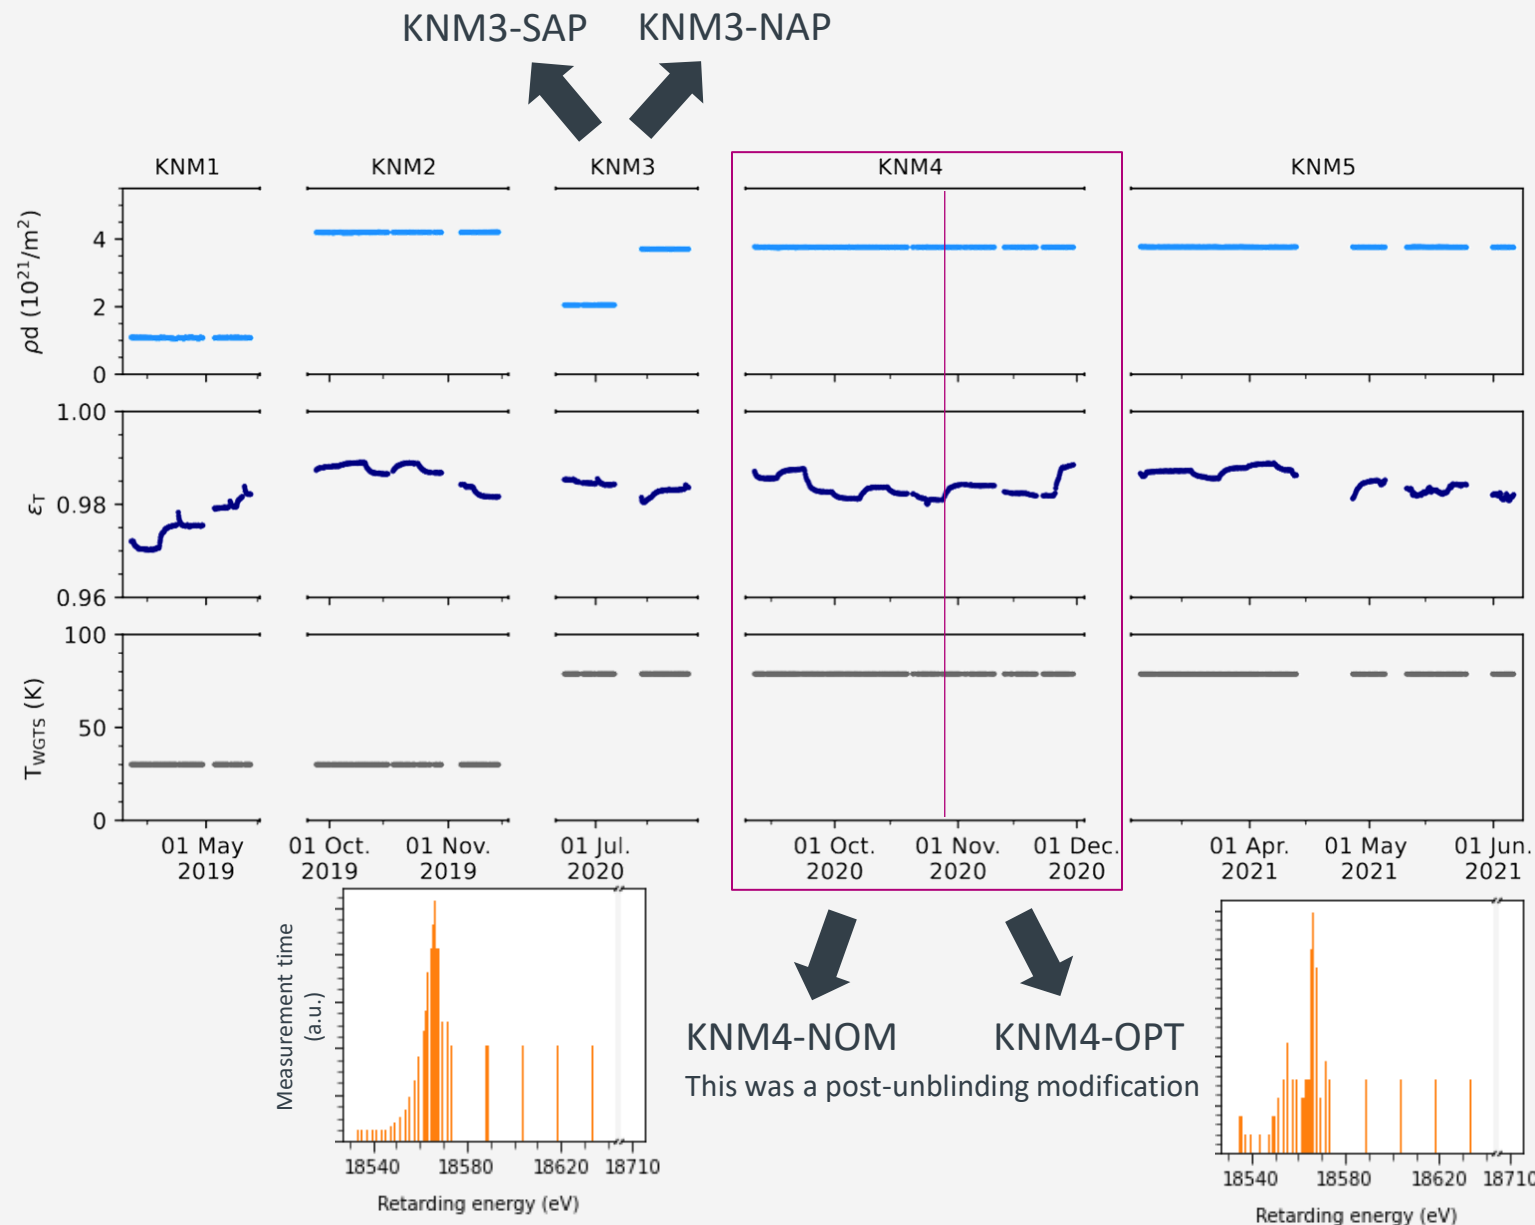 KNM3-SAP KNM3-NAP
KNM1 KNM2 KNM3 KNM4 KNM5
ρd (10²¹/m²)
4
2
0
εT
1.00
0.98
0.96
TWGTS (K)
100
50
0
01 May 01 Oct. 01 Nov. 01 Jul. 01 Oct. 01 Nov. 01 Dec. 01 Apr. 01 May 01 Jun.
2019 2019 2019 2020 2020 2020 2020 2021 2021 2021
Measurement time
(a.u.)
18540 18580 18620 18710
Retarding energy (eV)
KNM4-NOM KNM4-OPT
This was a post-unblinding modification
18540 18580 18620 18710
Retarding energy (eV)